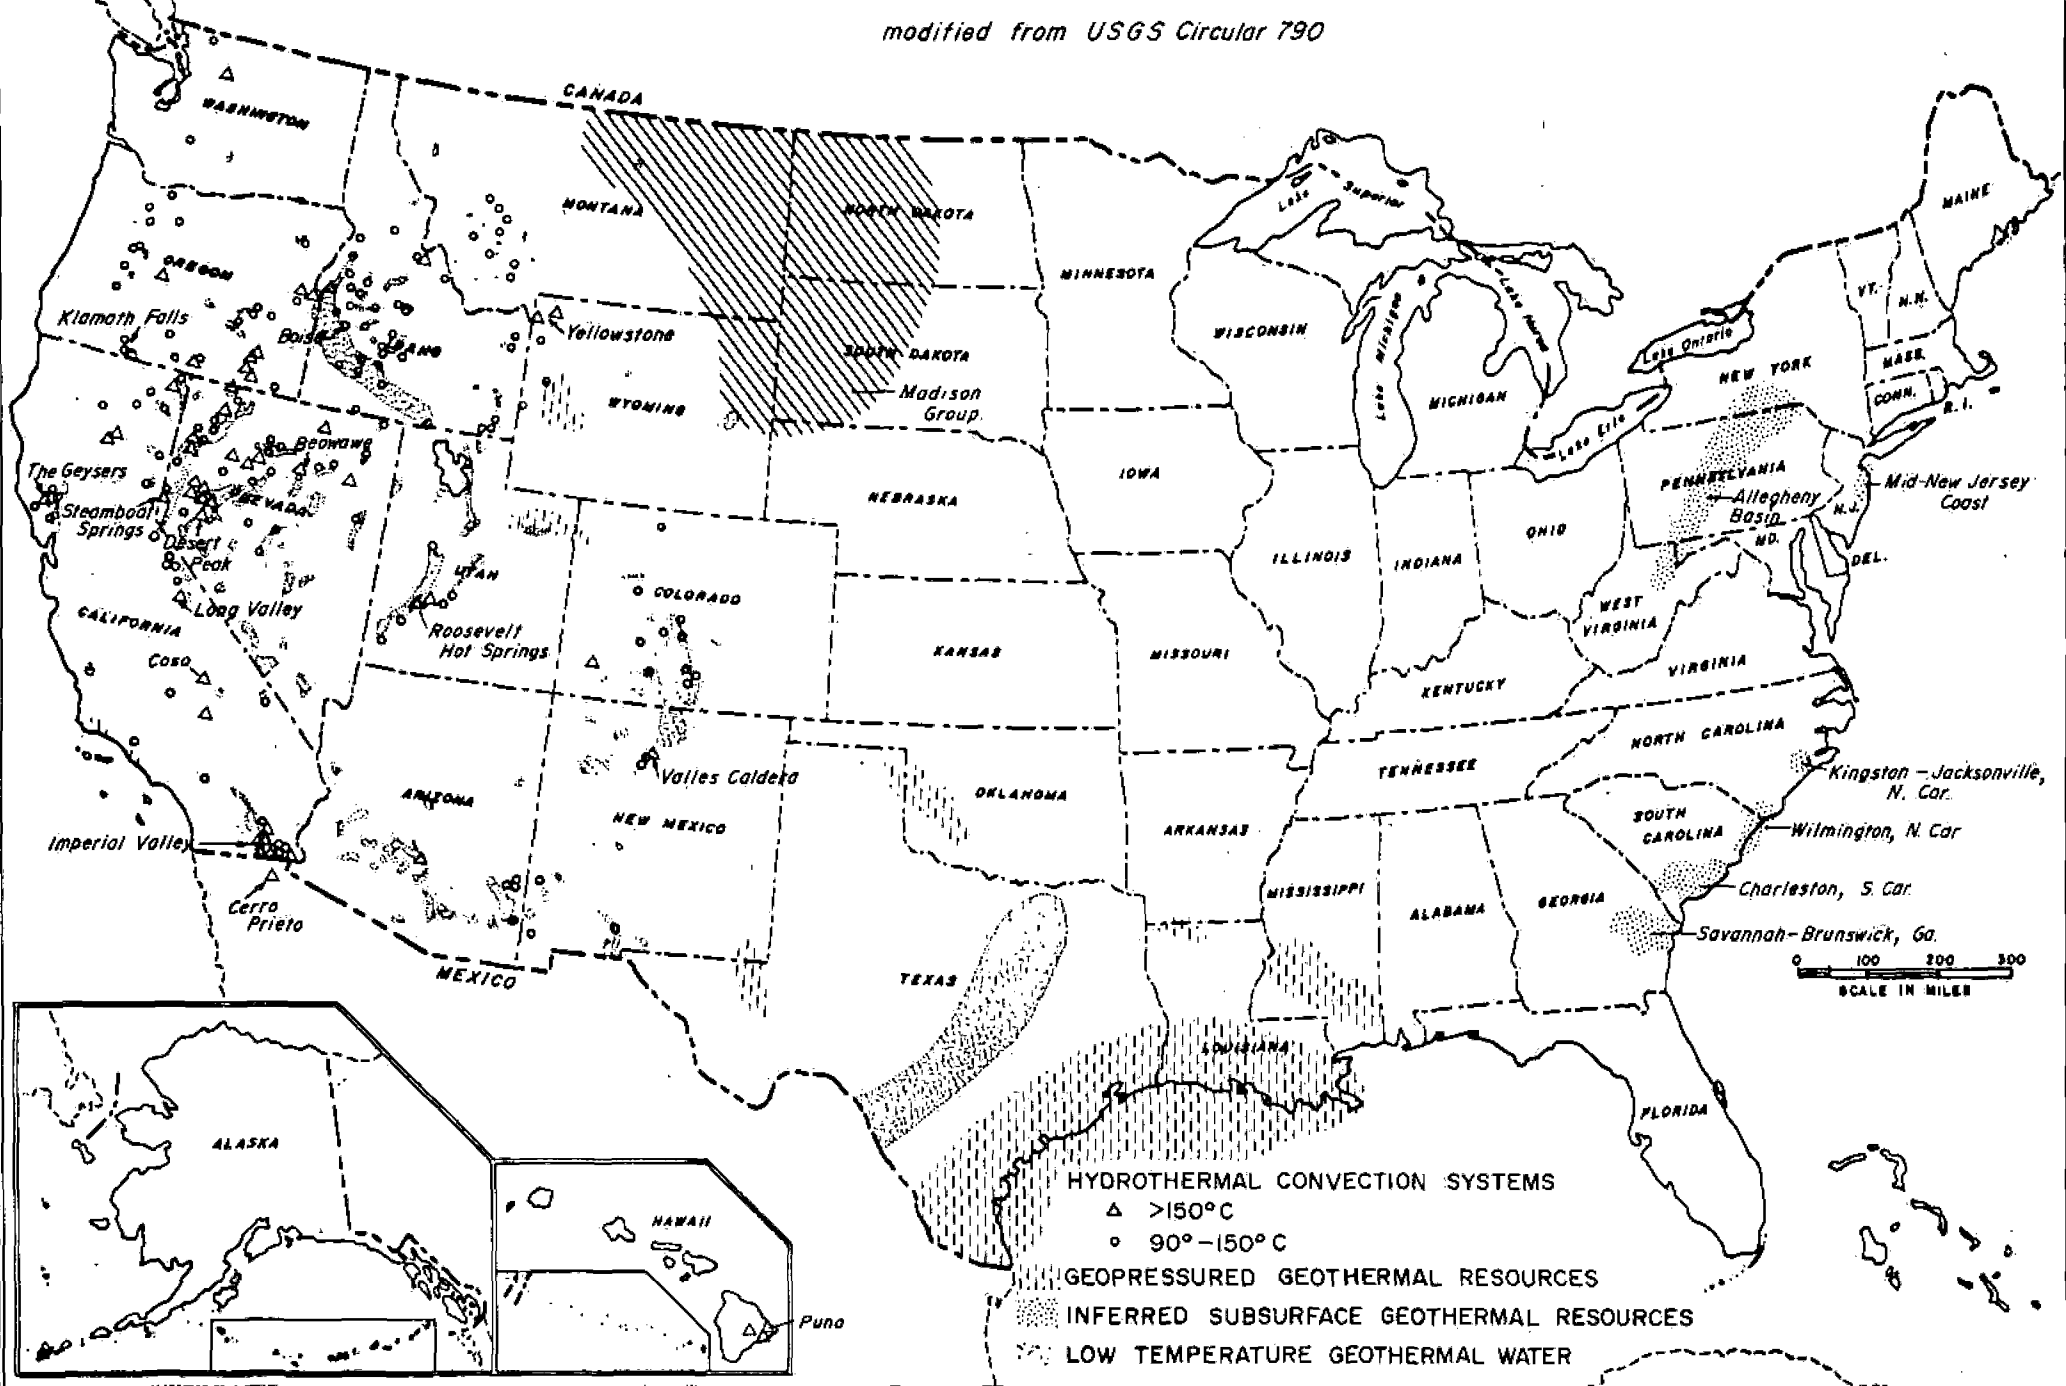 modified from USGS Circular 790
CANADA
WASHINGTON
MONTANA
NORTH DAKOTA
MINNESOTA
Lake Superior
MAINE
OREGON
Klamath Falls
Boise
IDAHO
Yellowstone
WYOMING
SOUTH DAKOTA
Madison
Group
WISCONSIN
Lake Michigan
Lake Huron
MICHIGAN
Lake Ontario
Lake Erie
NEW YORK
VT.
N.H.
MASS.
CONN.
R.I.
The Geysers
Beowawe
Steamboat
Springs
NEVADA
Desert
Peak
UTAH
NEBRASKA
IOWA
ILLINOIS
INDIANA
OHIO
PENNSYLVANIA
Allegheny
Basin
N.J.
Mid-New Jersey
Coast
MD.
DEL.
CALIFORNIA
Long Valley
Roosevelt
Hot Springs
COLORADO
KANSAS
MISSOURI
KENTUCKY
WEST
VIRGINIA
VIRGINIA
Coso
Imperial Valley
Cerro
Prieto
ARIZONA
Valles Caldera
NEW MEXICO
OKLAHOMA
ARKANSAS
TENNESSEE
NORTH CAROLINA
Kingston - Jacksonville,
N. Car.
SOUTH
CAROLINA
Wilmington, N. Car
Charleston, S. Car.
MISSISSIPPI
ALABAMA
GEORGIA
Savannah-Brunswick, Ga.
0 100 200 300
SCALE IN MILES
MEXICO
TEXAS
LOUISIANA
FLORIDA
ALASKA
HAWAII
Puna
HYDROTHERMAL CONVECTION SYSTEMS
>150°C
90°-150°C
GEOPRESSURED GEOTHERMAL RESOURCES
INFERRED SUBSURFACE GEOTHERMAL RESOURCES
LOW TEMPERATURE GEOTHERMAL WATER